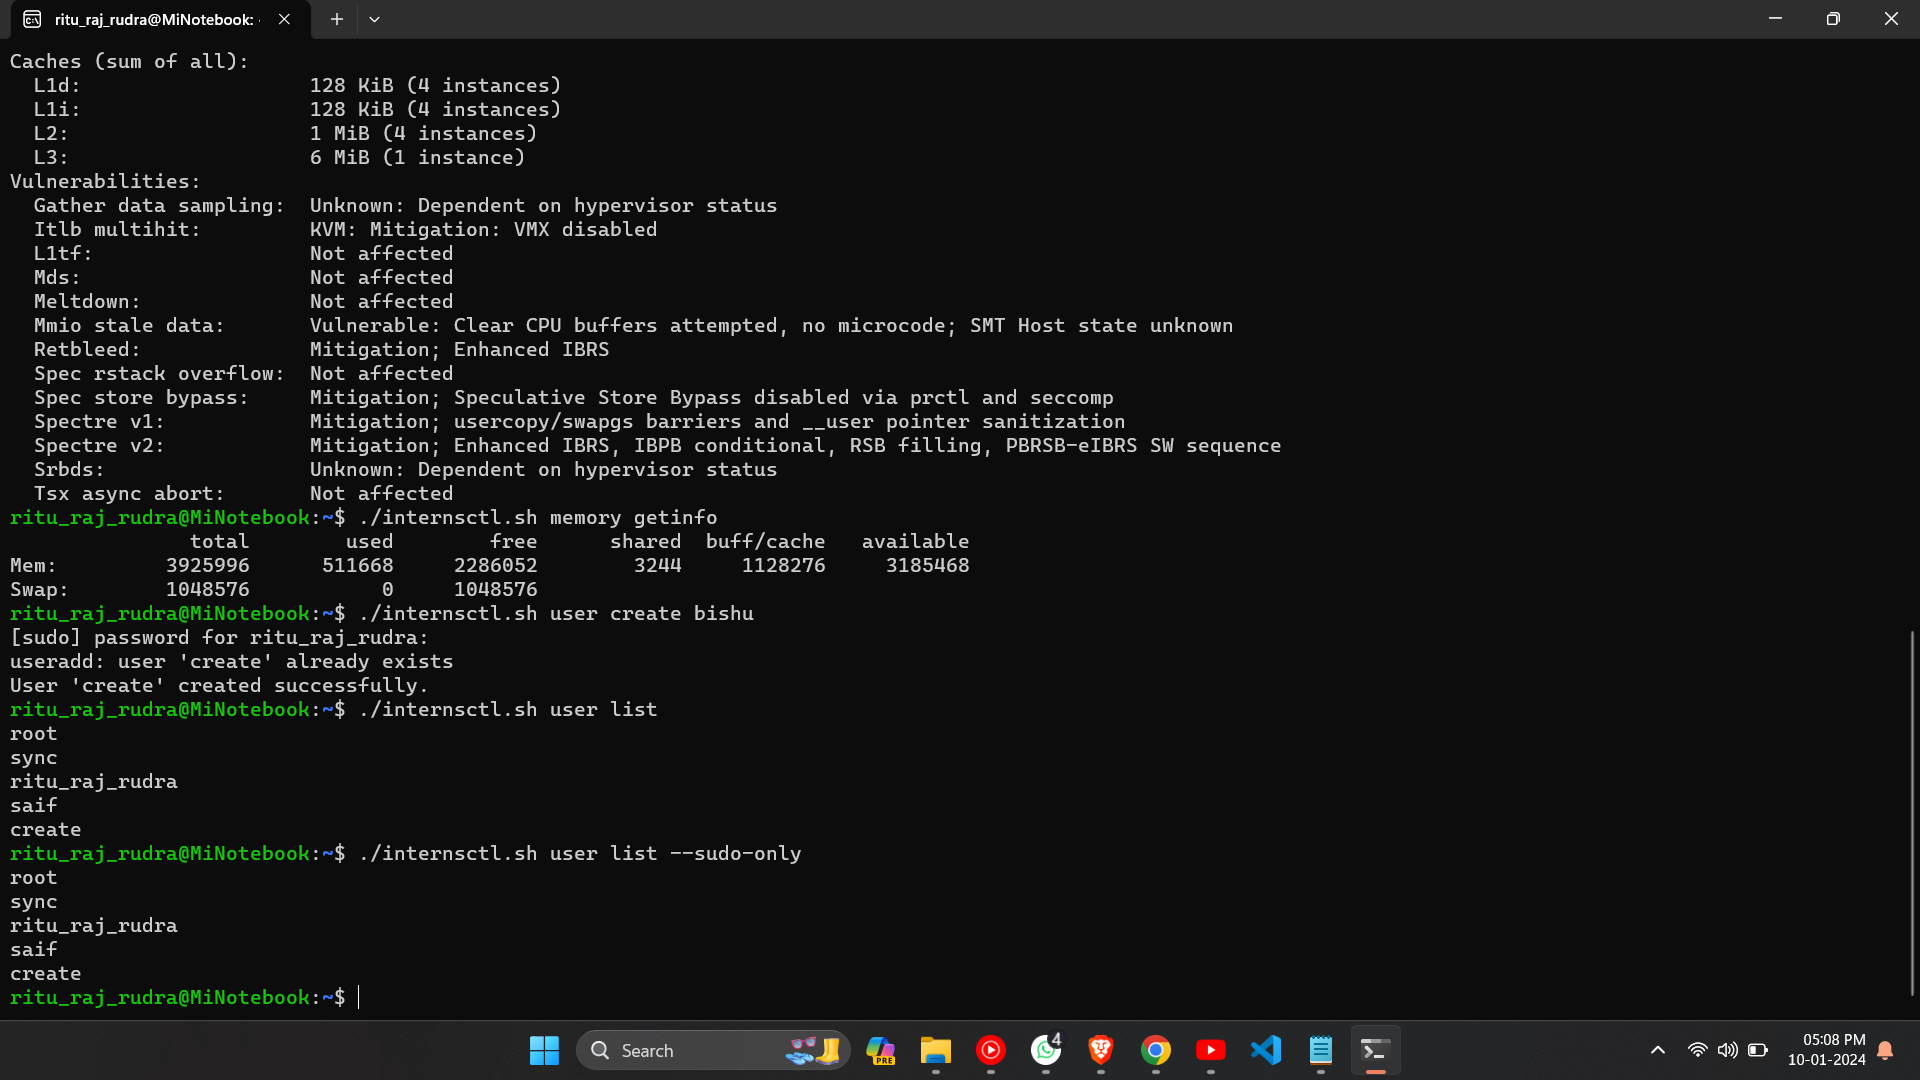 ritu_raj_rudra@MiNotebook: ·
Caches (sum of all):
  L1d:                   128 KiB (4 instances)
  L1i:                   128 KiB (4 instances)
  L2:                    1 MiB (4 instances)
  L3:                    6 MiB (1 instance)
Vulnerabilities:
  Gather data sampling:  Unknown: Dependent on hypervisor status
  Itlb multihit:         KVM: Mitigation: VMX disabled
  L1tf:                  Not affected
  Mds:                   Not affected
  Meltdown:              Not affected
  Mmio stale data:       Vulnerable: Clear CPU buffers attempted, no microcode; SMT Host state unknown
  Retbleed:              Mitigation; Enhanced IBRS
  Spec rstack overflow:  Not affected
  Spec store bypass:     Mitigation; Speculative Store Bypass disabled via prctl and seccomp
  Spectre v1:            Mitigation; usercopy/swapgs barriers and __user pointer sanitization
  Spectre v2:            Mitigation; Enhanced IBRS, IBPB conditional, RSB filling, PBRSB-eIBRS SW sequence
  Srbds:                 Unknown: Dependent on hypervisor status
  Tsx async abort:       Not affected
ritu_raj_rudra@MiNotebook:~$ ./internsctl.sh memory getinfo
               total        used        free      shared  buff/cache   available
Mem:         3925996      511668     2286052        3244     1128276     3185468
Swap:        1048576           0     1048576
ritu_raj_rudra@MiNotebook:~$ ./internsctl.sh user create bishu
[sudo] password for ritu_raj_rudra:
useradd: user 'create' already exists
User 'create' created successfully.
ritu_raj_rudra@MiNotebook:~$ ./internsctl.sh user list
root
sync
ritu_raj_rudra
saif
create
ritu_raj_rudra@MiNotebook:~$ ./internsctl.sh user list --sudo-only
root
sync
ritu_raj_rudra
saif
create
ritu_raj_rudra@MiNotebook:~$
Search
PRE
4
05:08 PM
10-01-2024